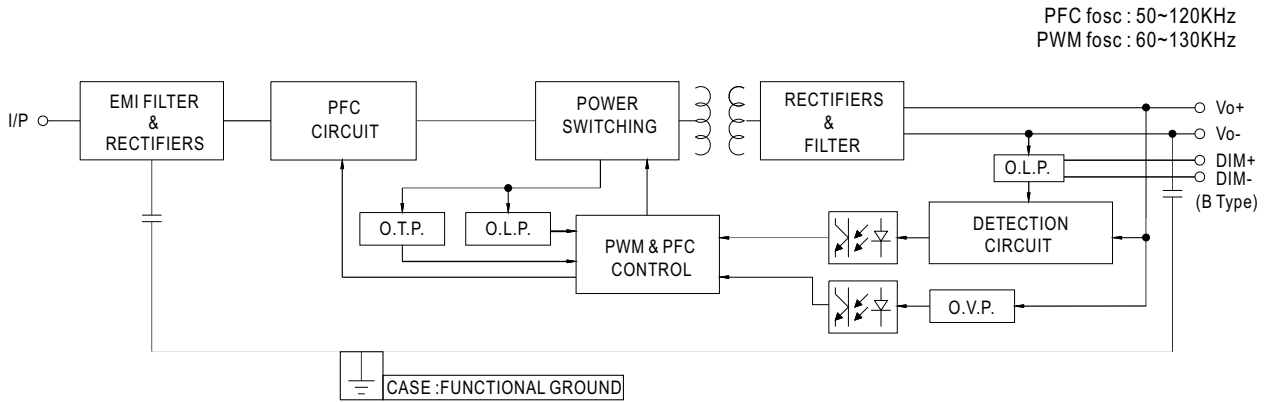 PFC fosc : 50~120KHz
PWM fosc : 60~130KHz
I/P
EMI FILTER
&
RECTIFIERS
PFC
CIRCUIT
POWER
SWITCHING
RECTIFIERS
&
FILTER
Vo+
Vo-
DIM+
DIM-
(B Type)
O.L.P.
O.T.P.
O.L.P.
PWM & PFC
CONTROL
DETECTION
CIRCUIT
O.V.P.
CASE :FUNCTIONAL GROUND